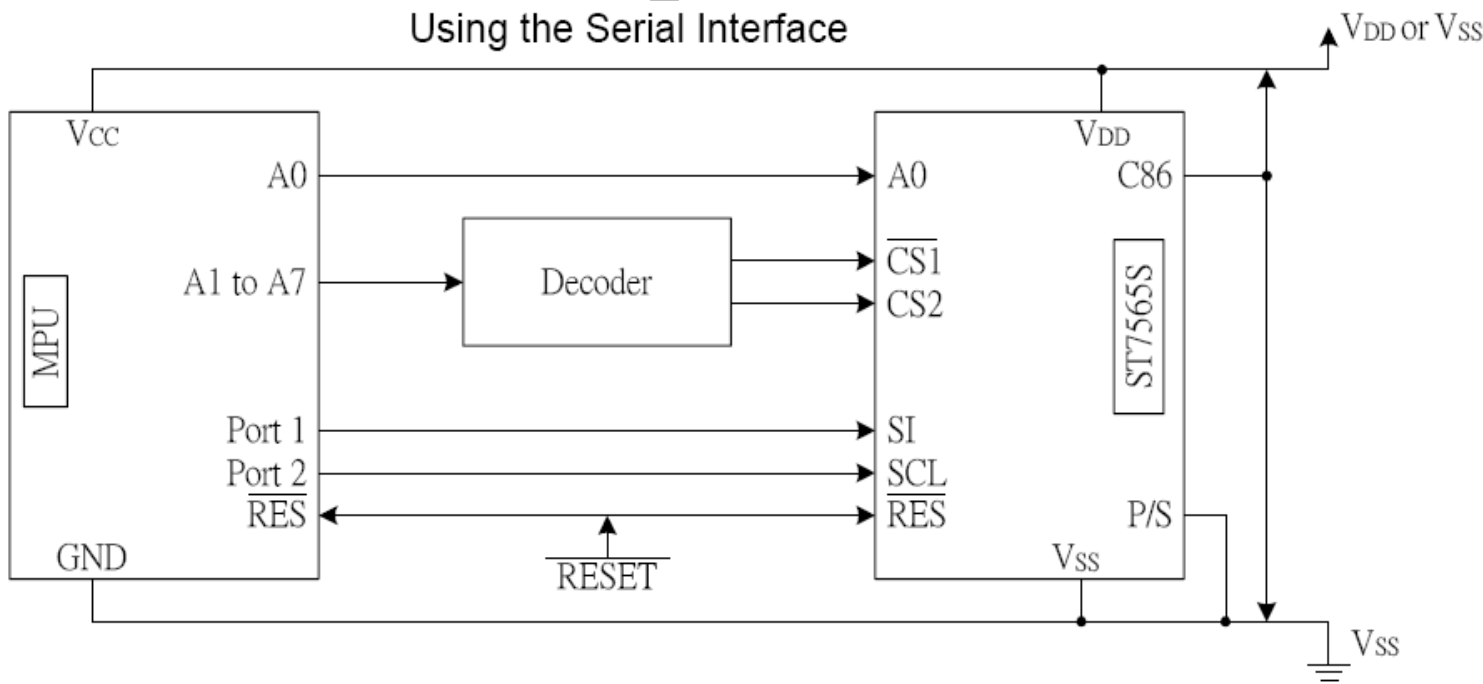 Using the Serial Interface
VDD or VSS
VCC
VDD
A0
A0
C86
CS1
A1 to A7
Decoder
CS2
MPU
ST7565S
Port 1
SI
Port 2
SCL
RES
RES
P/S
GND
RESET
VSS
VSS